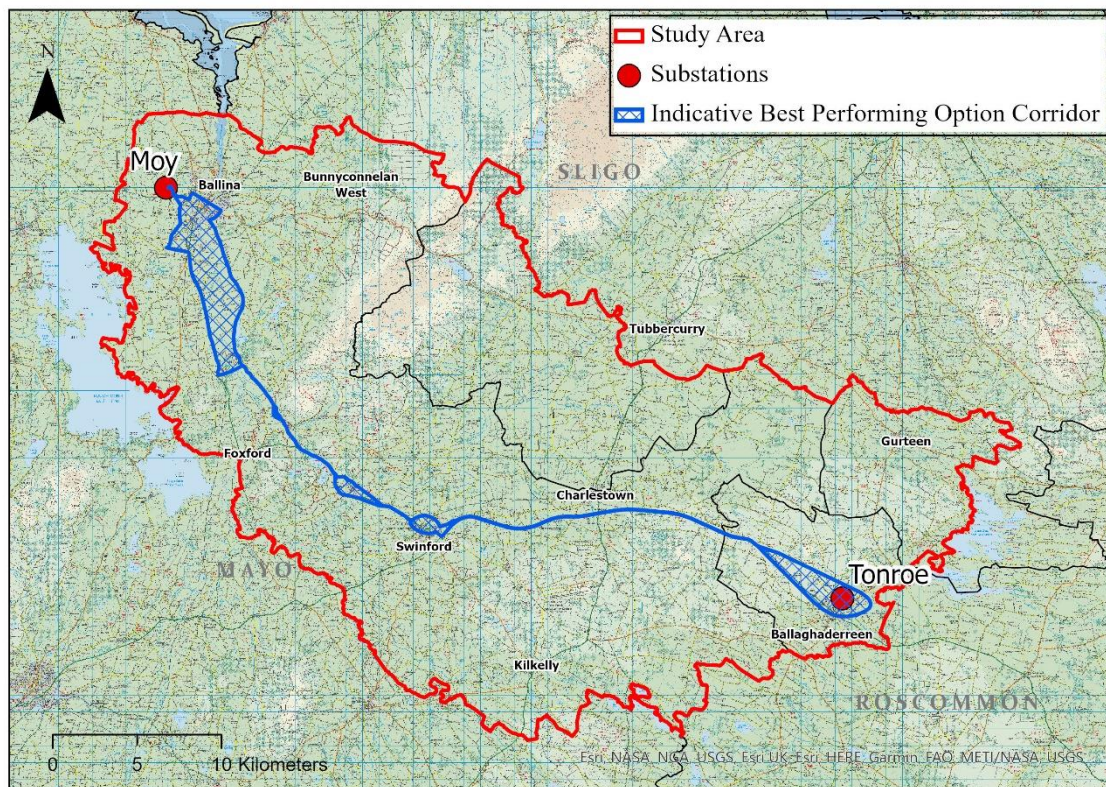 Study Area
Substations
Indicative Best Performing Option Corridor
N
Moy
Ballina
Bunnyconnelan
West
SLIGO
Tubbercurry
Gurteen
Foxford
Charlestown
Swinford
MAYO
Tonroe
Ballaghaderreen
Kilkelly
ROSCOMMON
0 5 10 Kilometers
Esri, NASA, NGA, USGS, Esri UK, Esri, HERE, Garmin, FAO, METI/NASA, USGS